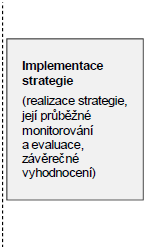 Implementace
strategie
(realizace strategie,
její průběžné
monitorování
a evaluace,
závěrečné
vyhodnocení)